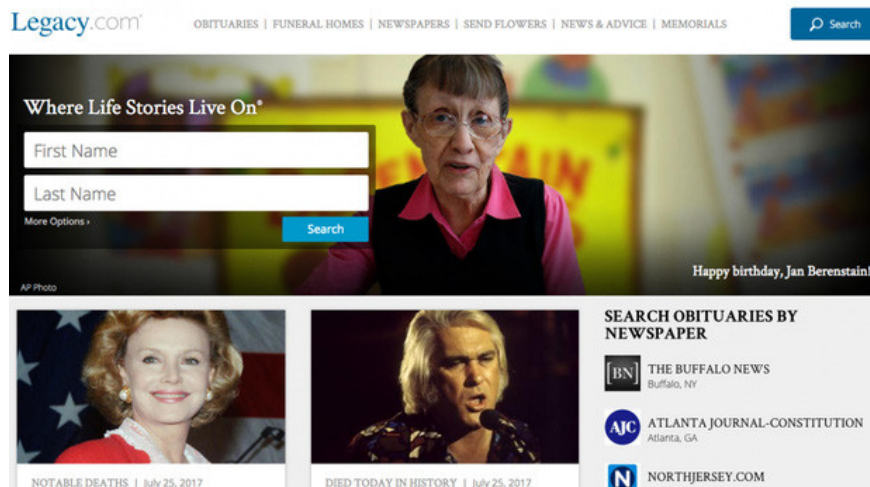 Legacy.com®
OBITUARIES | FUNERAL HOMES | NEWSPAPERS | SEND FLOWERS | NEWS & ADVICE | MEMORIALS
Search
Where Life Stories Live On®
First Name
Last Name
More Options ›
Search
AP Photo
Happy birthday, Jan Berenstain!
NOTABLE DEATHS | July 25, 2017
DIED TODAY IN HISTORY | July 25, 2017
SEARCH OBITUARIES BY
NEWSPAPER
[BN]
THE BUFFALO NEWS
Buffalo, NY
AJC
ATLANTA JOURNAL-CONSTITUTION
Atlanta, GA
N
NORTHJERSEY.COM